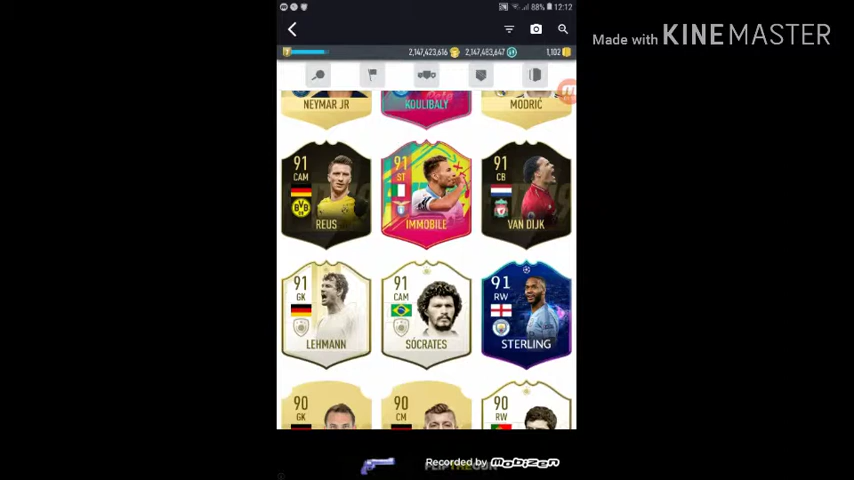 88% 12:12
Made with KINEMASTER
2,147,423,616 2,147,483,647 1,102
NEYMAR JR KOULIBALY MODRIĆ
91 CAM REUS
91 ST IMMOBILE
91 CB VAN DIJK
91 GK LEHMANN
91 CAM SÓCRATES
91 RW STERLING
90 GK
90 CM
90 RW
FLIPTHEGUN
Recorded by MOBIZEN